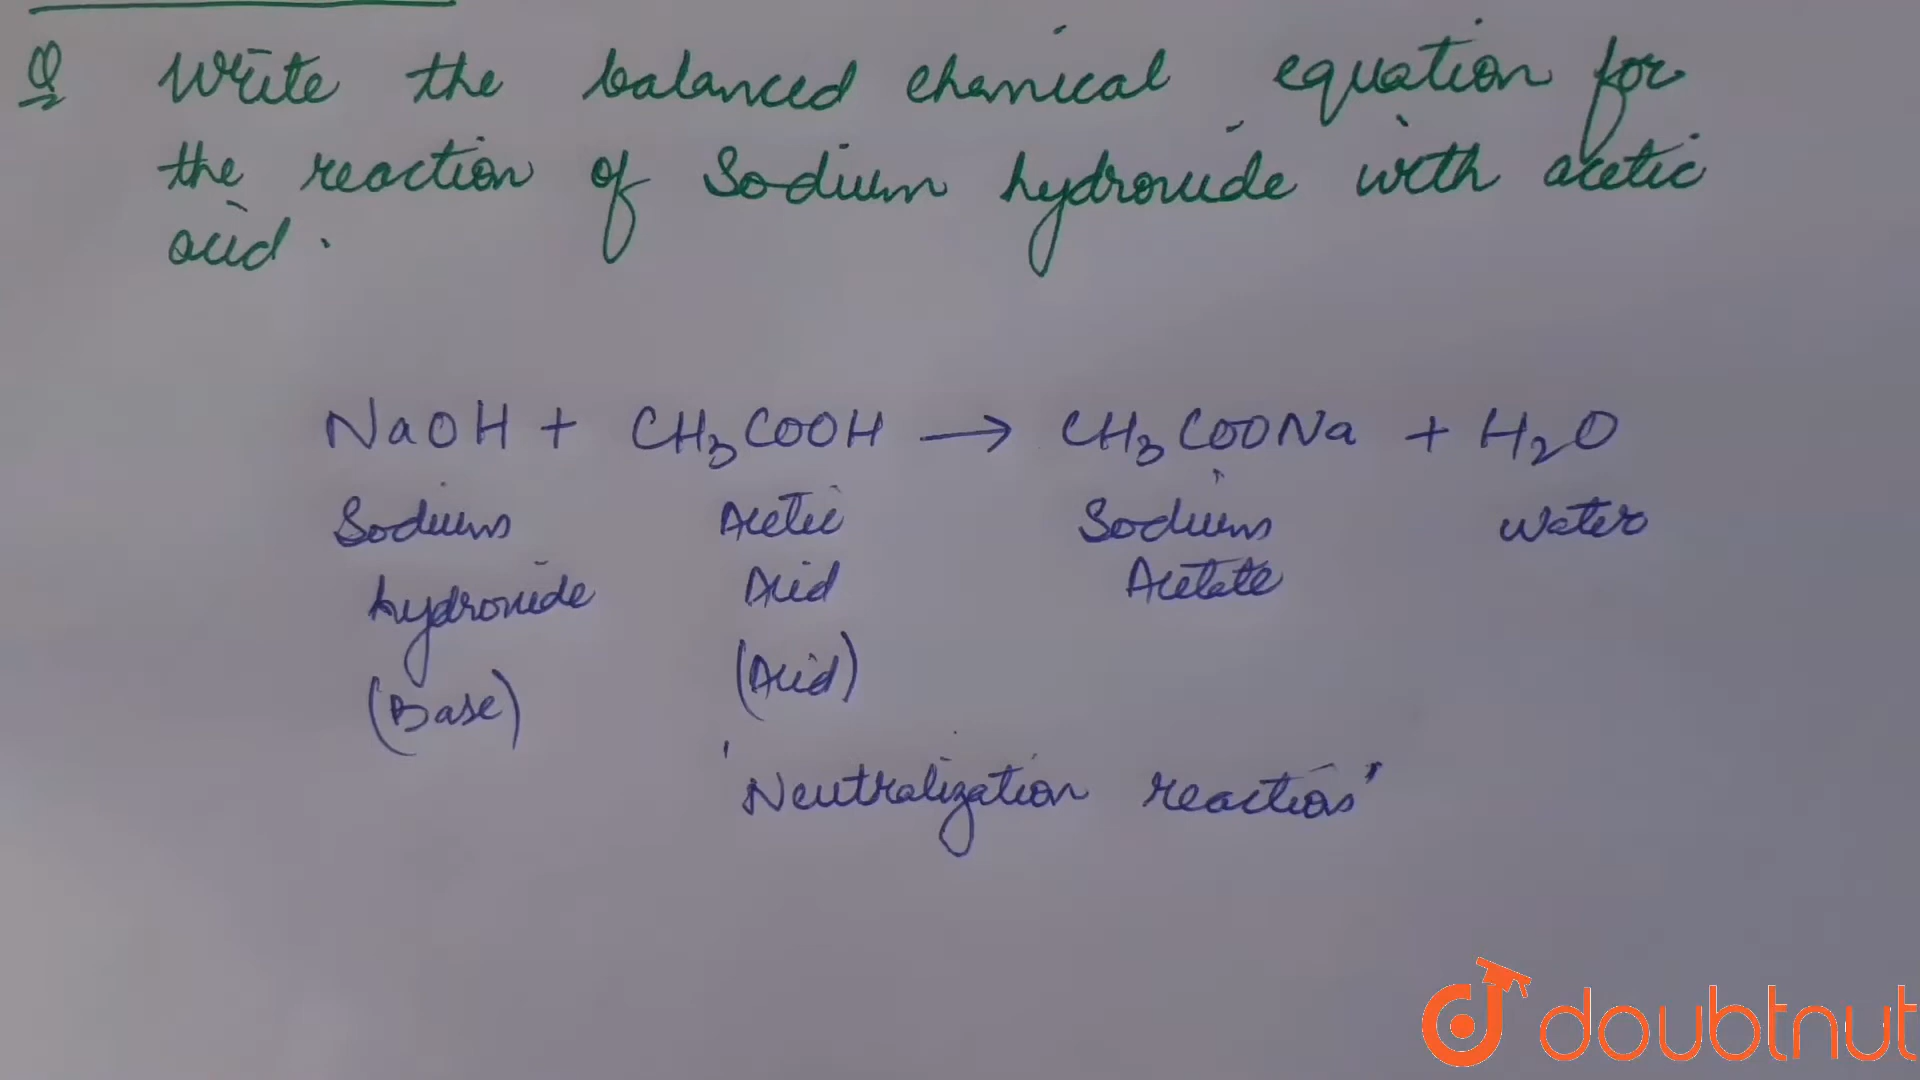 Q Write the balanced chemical equation for
the reaction of Sodium hydroxide with acetic
acid.
NaOH + CH₃COOH → CH₃COONa + H₂O
Sodium Acetic Sodium water
hydroxide Acid Acetate
(Base) (Acid)
'Neutralization reaction'
doubtnut